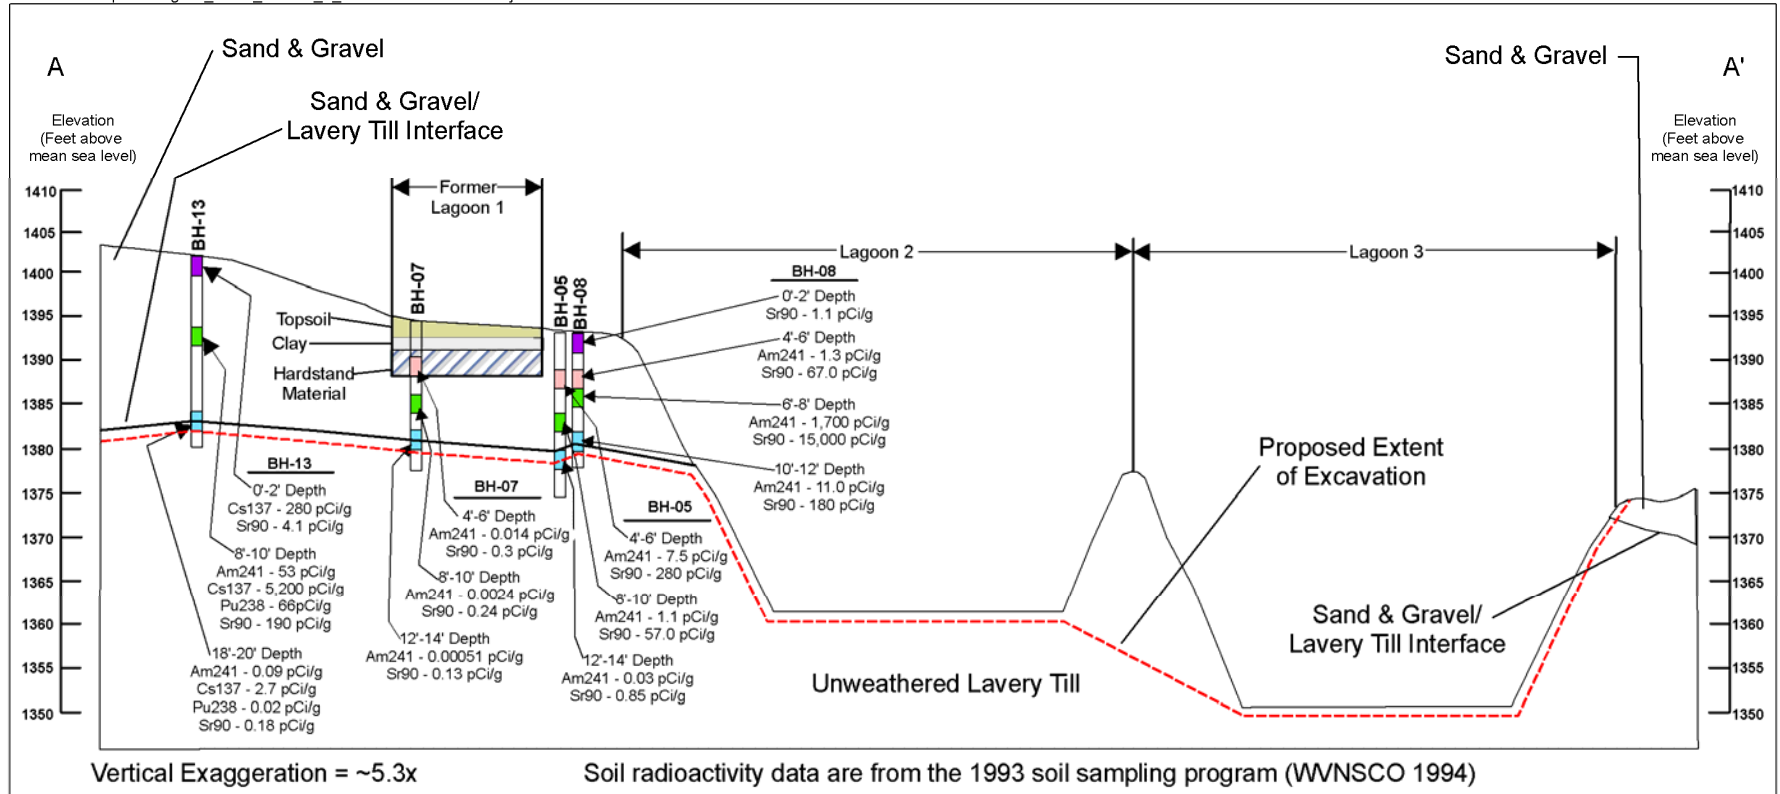 Sand & Gravel
Sand & Gravel
A
A'
Sand & Gravel/
Lavery Till Interface
Elevation
(Feet above
mean sea level)
Elevation
(Feet above
mean sea level)
1410
1405
1400
1395
1390
1385
1380
1375
1370
1365
1360
1355
1350
1410
1405
1400
1395
1390
1385
1380
1375
1370
1365
1360
1355
1350
BH-13
Former
Lagoon 1
BH-07
BH-05
BH-08
Lagoon 2
Lagoon 3
Topsoil
Clay
Hardstand
Material
BH-08
0'-2' Depth
Sr90 - 1.1 pCi/g
4'-6' Depth
Am241 - 1.3 pCi/g
Sr90 - 67.0 pCi/g
6'-8' Depth
Am241 - 1,700 pCi/g
Sr90 - 15,000 pCi/g
10'-12' Depth
Am241 - 11.0 pCi/g
Sr90 - 180 pCi/g
BH-13
0'-2' Depth
Cs137 - 280 pCi/g
Sr90 - 4.1 pCi/g
8'-10' Depth
Am241 - 53 pCi/g
Cs137 - 5,200 pCi/g
Pu238 - 66pCi/g
Sr90 - 190 pCi/g
18'-20' Depth
Am241 - 0.09 pCi/g
Cs137 - 2.7 pCi/g
Pu238 - 0.02 pCi/g
Sr90 - 0.18 pCi/g
BH-07
4'-6' Depth
Am241 - 0.014 pCi/g
Sr90 - 0.3 pCi/g
8'-10' Depth
Am241 - 0.0024 pCi/g
Sr90 - 0.24 pCi/g
12'-14' Depth
Am241 - 0.00051 pCi/g
Sr90 - 0.13 pCi/g
BH-05
4'-6' Depth
Am241 - 7.5 pCi/g
Sr90 - 280 pCi/g
8'-10' Depth
Am241 - 1.1 pCi/g
Sr90 - 57.0 pCi/g
12'-14' Depth
Am241 - 0.03 pCi/g
Sr90 - 0.85 pCi/g
Proposed Extent
of Excavation
Sand & Gravel/
Lavery Till Interface
Unweathered Lavery Till
Vertical Exaggeration = ~5.3x
Soil radioactivity data are from the 1993 soil sampling program (WVNSCO 1994)